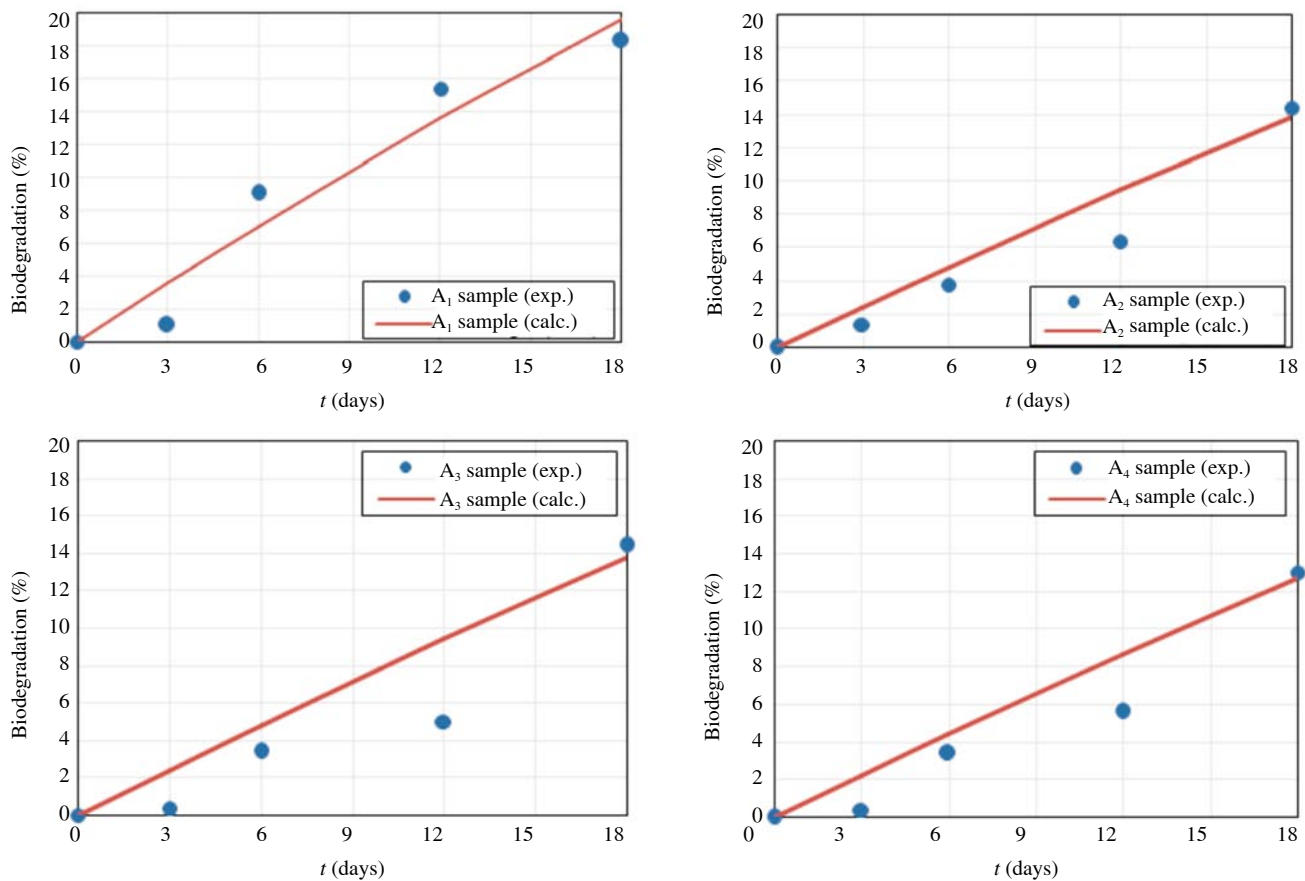 20
18
16
14
12
10
8
6
4
2
0
Biodegradation (%)
A₁ sample (exp.)
A₁ sample (calc.)
0 3 6 9 12 15 18
t (days)
20
18
16
14
12
10
8
6
4
2
0
Biodegradation (%)
A₂ sample (exp.)
A₂ sample (calc.)
0 3 6 9 12 15 18
t (days)
20
18
16
14
12
10
8
6
4
2
0
Biodegradation (%)
A₃ sample (exp.)
A₃ sample (calc.)
0 3 6 9 12 15 18
t (days)
20
18
16
14
12
10
8
6
4
2
0
Biodegradation (%)
A₄ sample (exp.)
A₄ sample (calc.)
0 3 6 9 12 15 18
t (days)